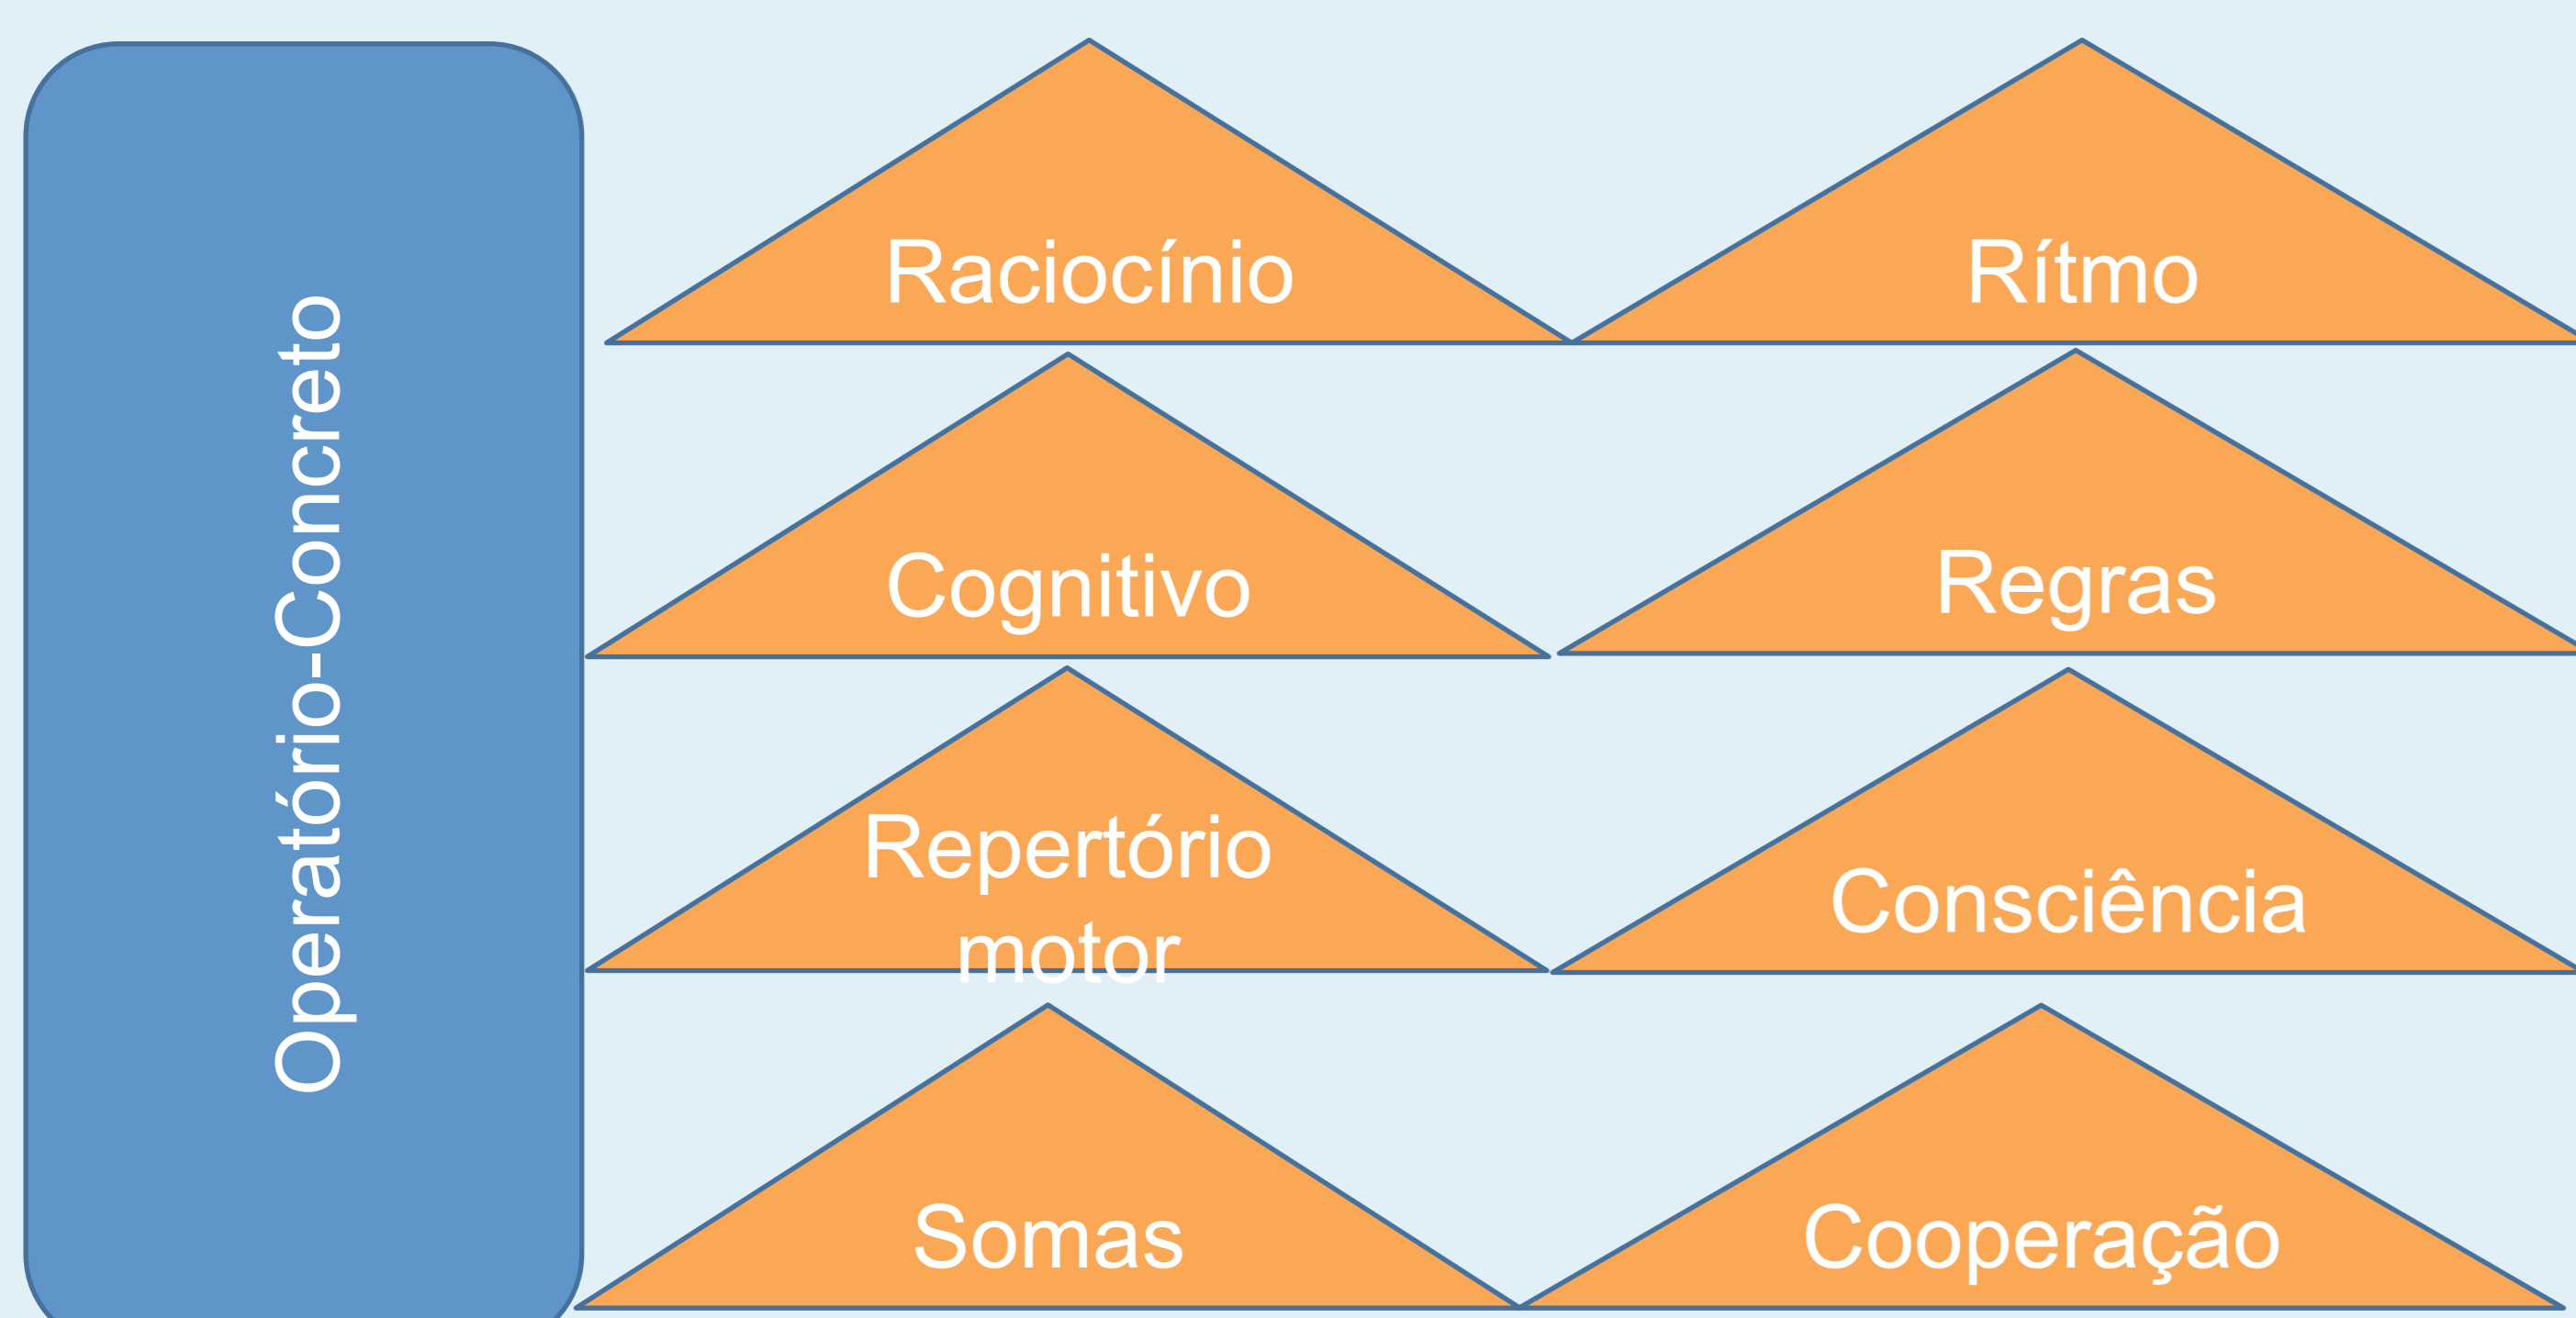 Operatório-Concreto
Raciocínio
Rítmo
Cognitivo
Regras
Repertório
motor
Consciência
Somas
Cooperação